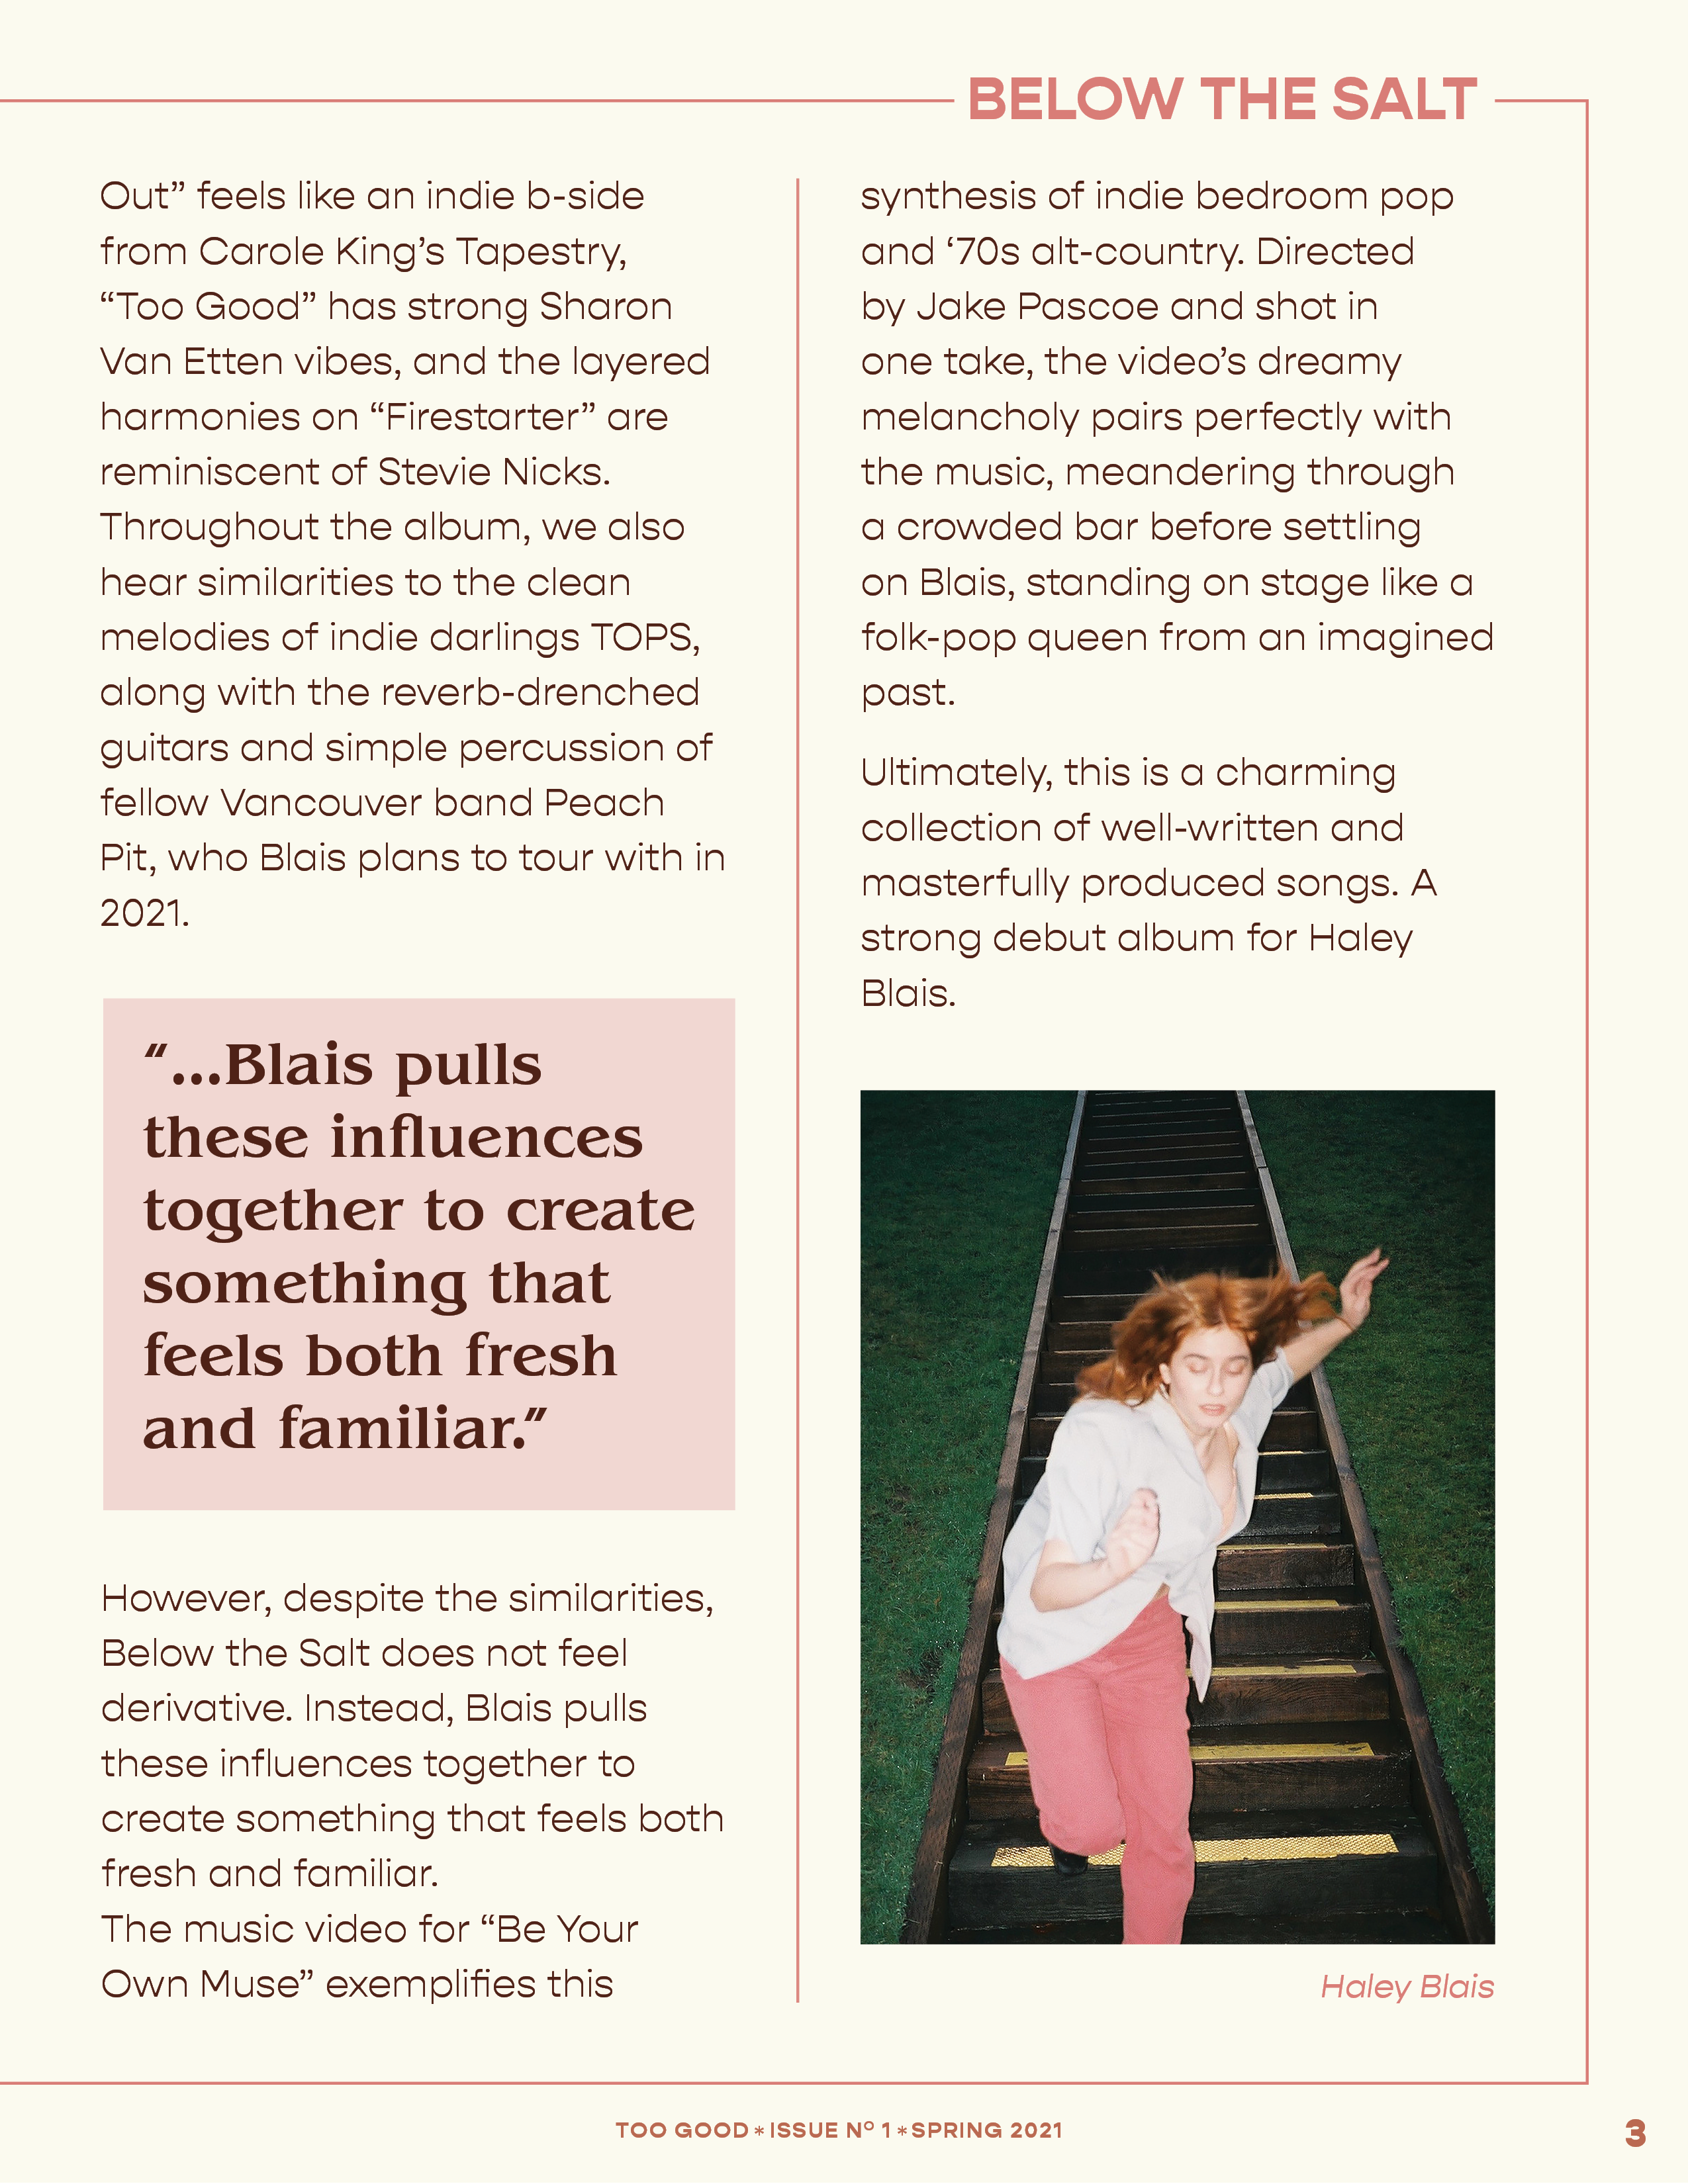 BELOW THE SALT
Out” feels like an indie b-side
from Carole King’s Tapestry,
“Too Good” has strong Sharon
Van Etten vibes, and the layered
harmonies on “Firestarter” are
reminiscent of Stevie Nicks.
Throughout the album, we also
hear similarities to the clean
melodies of indie darlings TOPS,
along with the reverb-drenched
guitars and simple percussion of
fellow Vancouver band Peach
Pit, who Blais plans to tour with in
2021.
“...Blais pulls
these influences
together to create
something that
feels both fresh
and familiar.”
However, despite the similarities,
Below the Salt does not feel
derivative. Instead, Blais pulls
these influences together to
create something that feels both
fresh and familiar.
The music video for “Be Your
Own Muse” exemplifies this
synthesis of indie bedroom pop
and ‘70s alt-country. Directed
by Jake Pascoe and shot in
one take, the video’s dreamy
melancholy pairs perfectly with
the music, meandering through
a crowded bar before settling
on Blais, standing on stage like a
folk-pop queen from an imagined
past.
Ultimately, this is a charming
collection of well-written and
masterfully produced songs. A
strong debut album for Haley
Blais.
Haley Blais
TOO GOOD * ISSUE Nº 1 * SPRING 2021
3